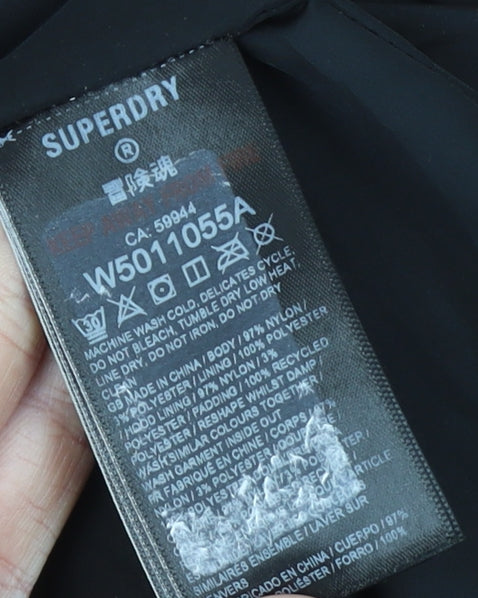 SUPERDRY
®
冒険魂
CA: 59944
W5011055A
30
MACHINE WASH COLD, DELICATES CYCLE,
DO NOT BLEACH, TUMBLE DRY LOW HEAT,
LINE DRY, DO NOT IRON, DO NOT DRY
CLEAN
GB MADE IN CHINA / BODY / 97% NYLON /
3% POLYESTER / LINING / 100% POLYESTER
/ HOOD LINING / 97% NYLON / 3%
POLYESTER / PADDING / 100% RECYCLED
POLYESTER / RESHAPE WHILST DAMP /
WASH SIMILAR COLOURS TOGETHER /
WASH GARMENT INSIDE OUT
FR FABRIQUÉ EN CHINE / CORPS / 97%
NYLON / 3% POLYESTER
POLYESTER
ARTICLE
SIMILAIRES ENSEMBLE / LAVER SUR
ENVERS
FABRICADO EN CHINA / CUERPO / 97%
POLIÉSTER / FORRO / 100%